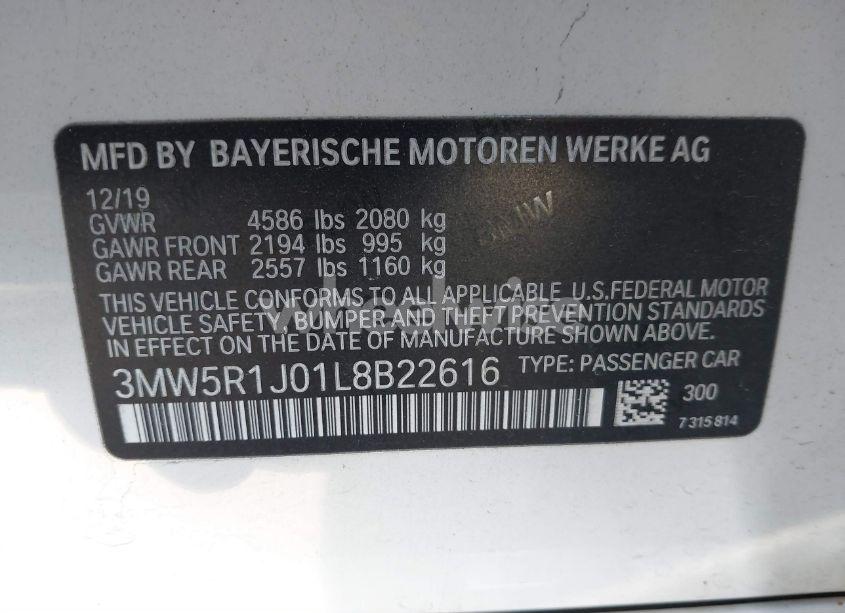 MFD BY BAYERISCHE MOTOREN WERKE AG
12/19
GVWR 4586 lbs 2080 kg
GAWR FRONT 2194 lbs 995 kg
GAWR REAR 2557 lbs 1160 kg
BMW
THIS VEHICLE CONFORMS TO ALL APPLICABLE U.S.FEDERAL MOTOR
VEHICLE SAFETY, BUMPER AND THEFT PREVENTION STANDARDS
IN EFFECT ON THE DATE OF MANUFACTURE SHOWN ABOVE.
3MW5R1J01L8B22616 TYPE: PASSENGER CAR
300
7315814